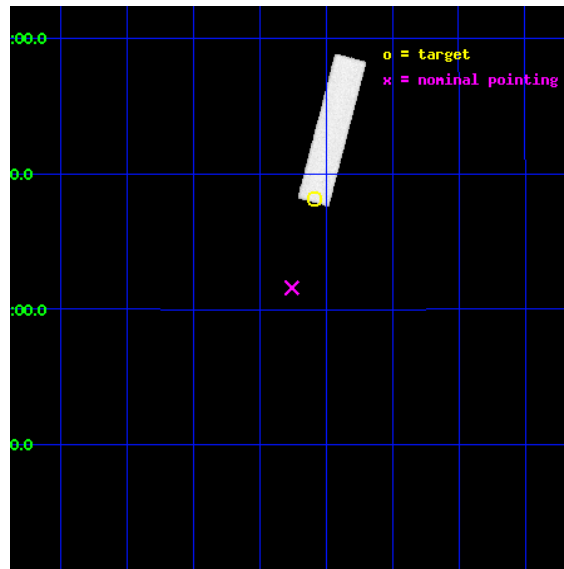 :00.0
o = target
x = nominal pointing
0.0
:00.0
0.0